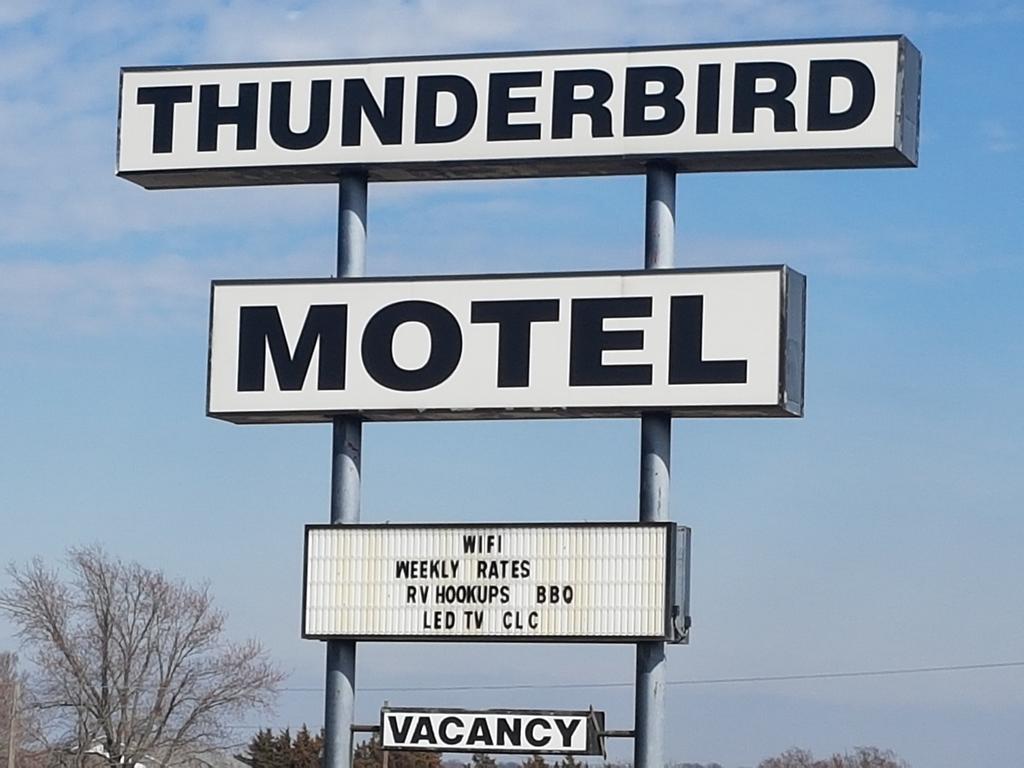 THUNDERBIRD
MOTEL
WIFI
WEEKLY RATES
RV HOOKUPS BBQ
LED TV CLC
VACANCY